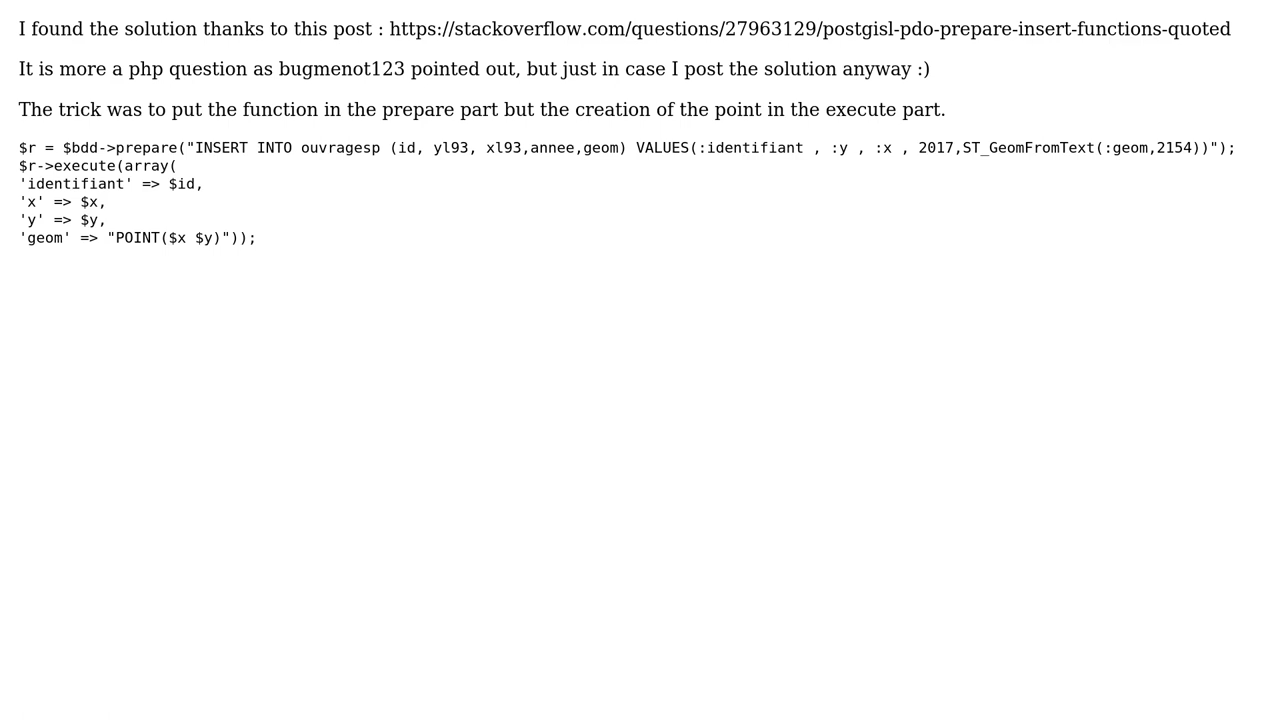 I found the solution thanks to this post : https://stackoverflow.com/questions/27963129/postgisl-pdo-prepare-insert-functions-quoted
It is more a php question as bugmenot123 pointed out, but just in case I post the solution anyway :)
The trick was to put the function in the prepare part but the creation of the point in the execute part.
$r = $bdd->prepare("INSERT INTO ouvragesp (id, yl93, xl93,annee,geom) VALUES(:identifiant , :y , :x , 2017,ST_GeomFromText(:geom,2154))");
$r->execute(array(
'identifiant' => $id,
'x' => $x,
'y' => $y,
'geom' => "POINT($x $y)"));